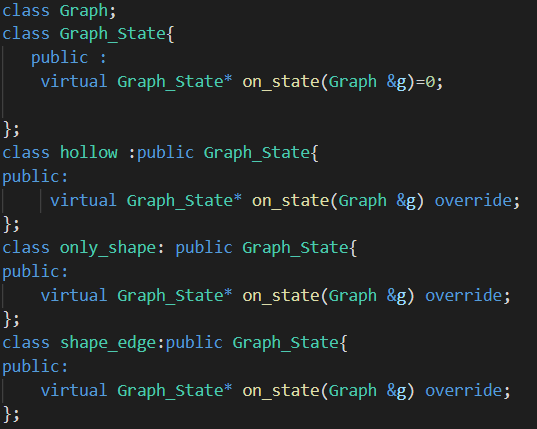 class Graph;
class Graph_State{
   public :
    virtual Graph_State* on_state(Graph &g)=0;

};
class hollow :public Graph_State{
public:
     virtual Graph_State* on_state(Graph &g) override;
};
class only_shape: public Graph_State{
public:
    virtual Graph_State* on_state(Graph &g) override;
};
class shape_edge:public Graph_State{
public:
    virtual Graph_State* on_state(Graph &g) override;
};